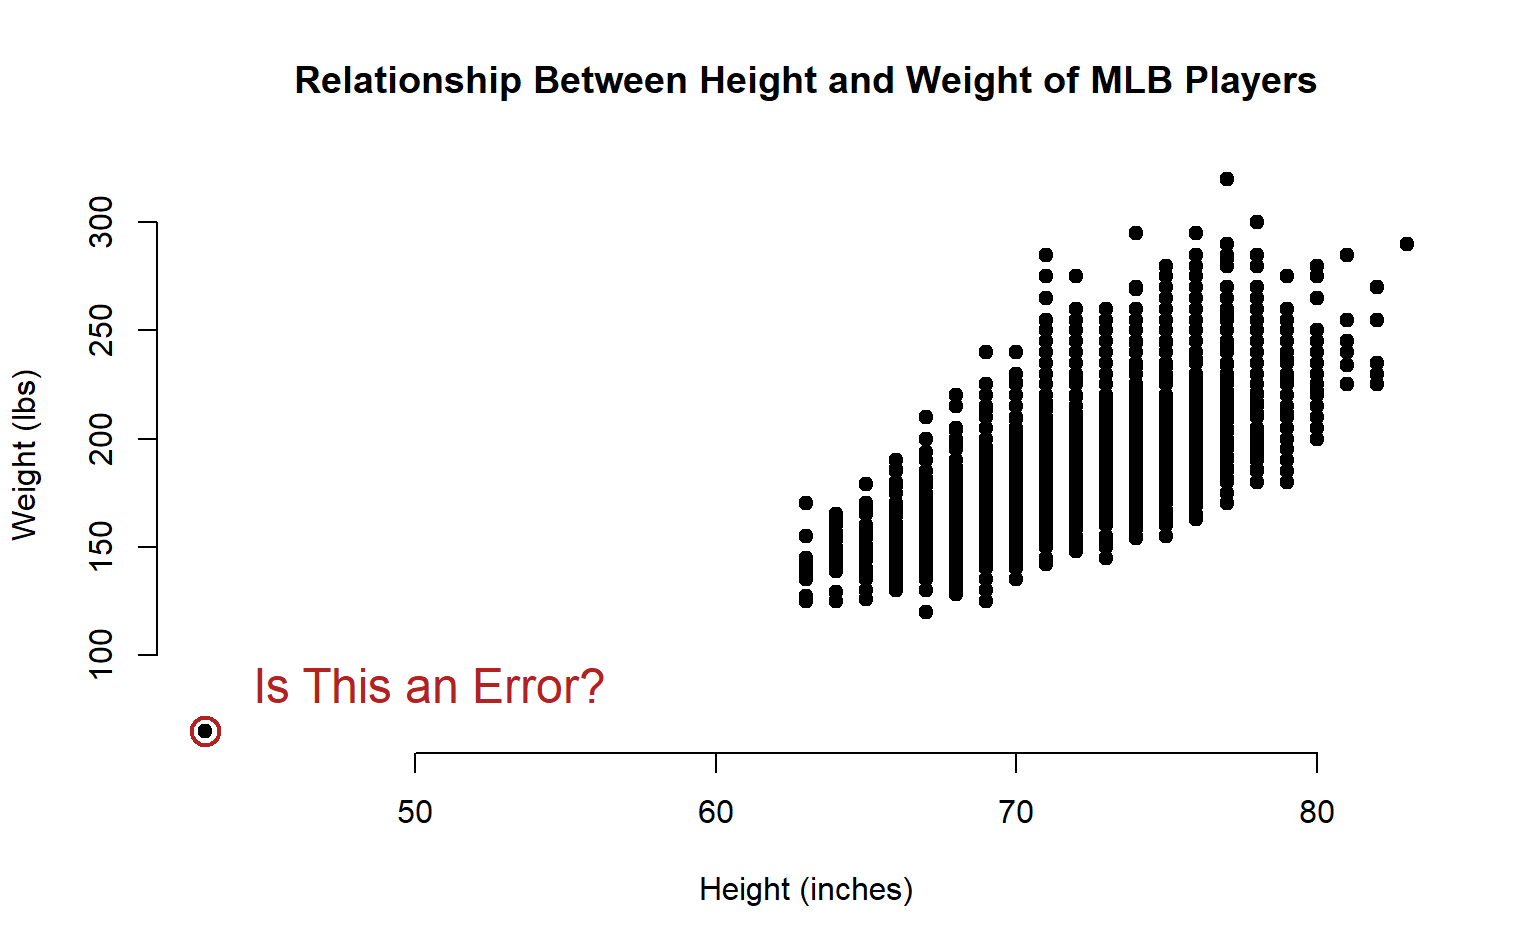 Relationship Between Height and Weight of MLB Players
300
250
200
150
100
Weight (lbs)
Is This an Error?
50 60 70 80
Height (inches)